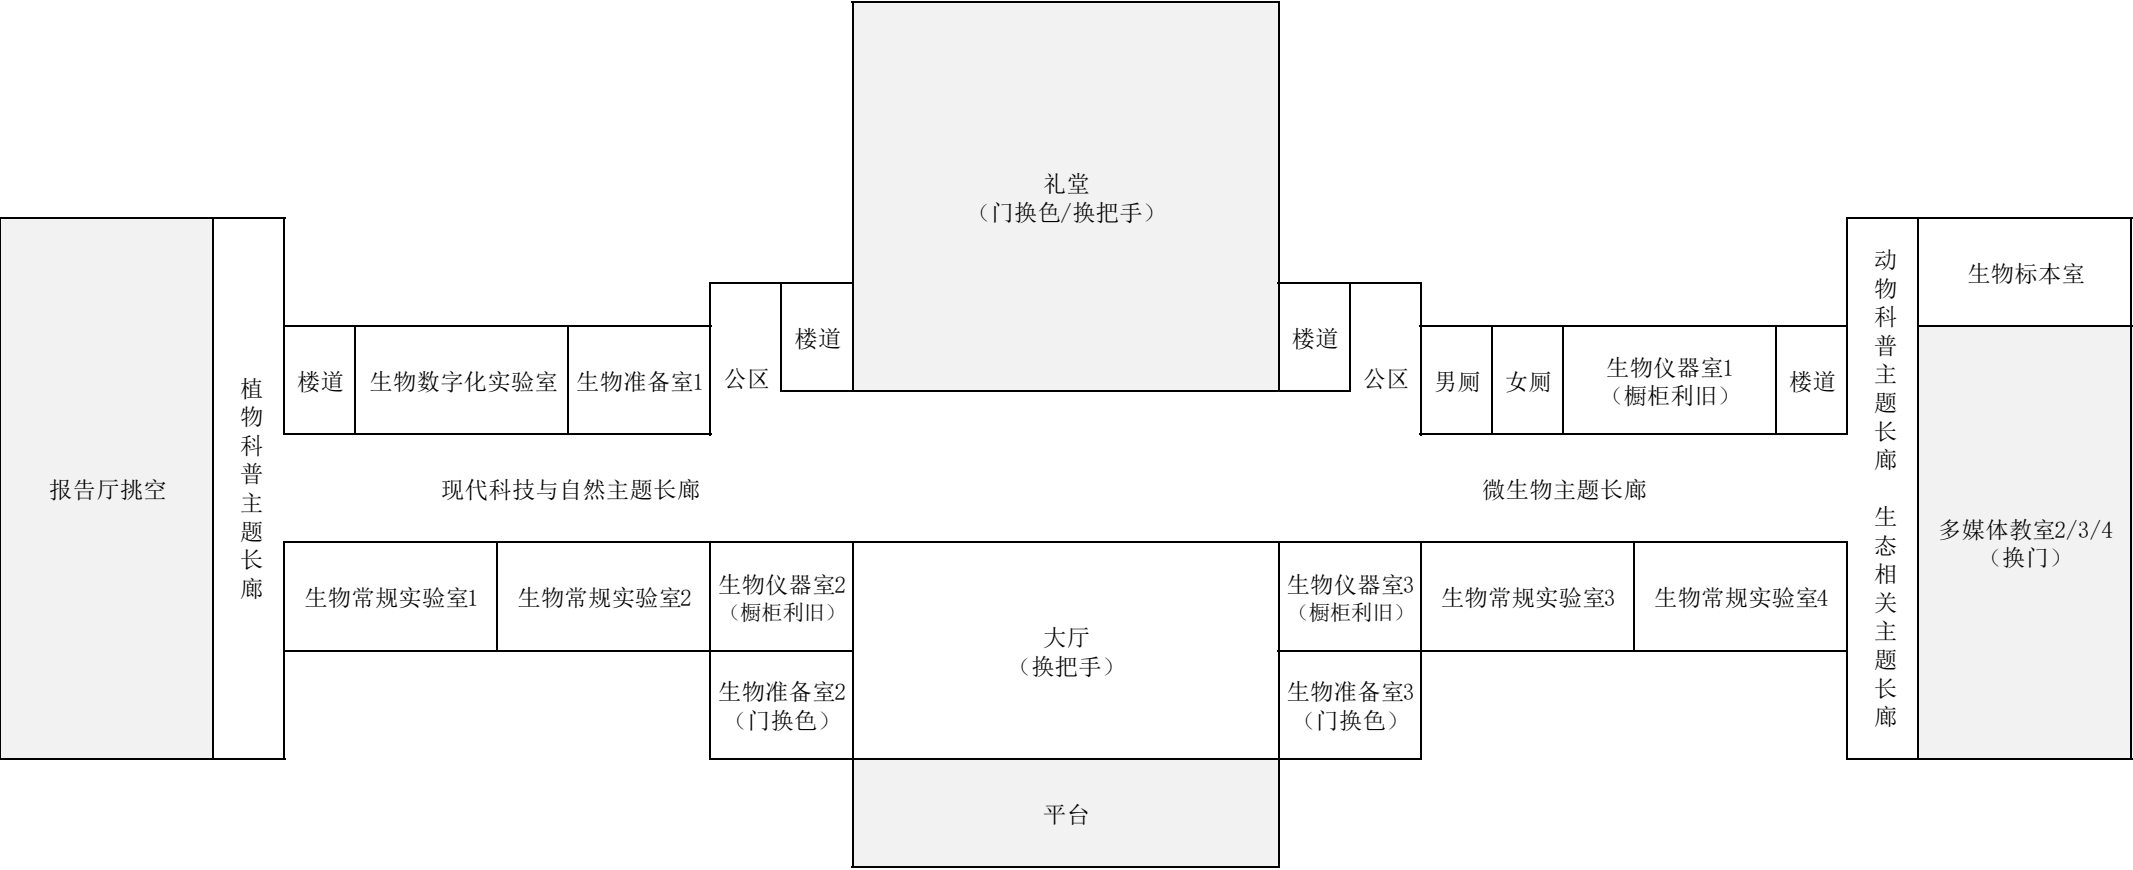 礼堂
（门换色/换把手）
报告厅挑空
植物科普主题长廊
楼道
生物数字化实验室
生物准备室1
公区
楼道
楼道
公区
男厕
女厕
生物仪器室1
（橱柜利旧）
楼道
动物科普主题长廊
生态相关主题长廊
生物标本室
多媒体教室2/3/4
（换门）
现代科技与自然主题长廊
微生物主题长廊
生物常规实验室1
生物常规实验室2
生物仪器室2
（橱柜利旧）
生物准备室2
（门换色）
大厅
（换把手）
生物仪器室3
（橱柜利旧）
生物准备室3
（门换色）
生物常规实验室3
生物常规实验室4
平台